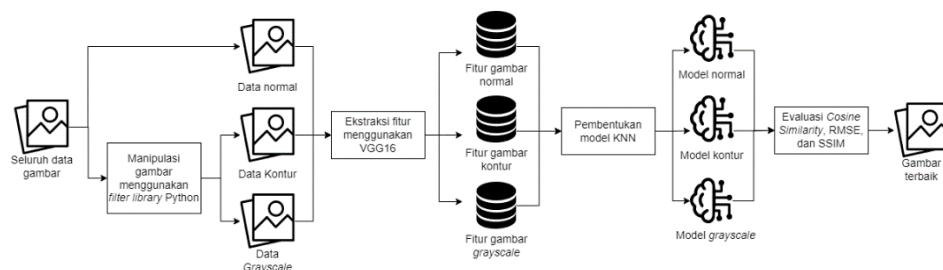 Seluruh data
gambar
Manipulasi
gambar
menggunakan
filter library Python
Data normal
Data Kontur
Data
Grayscale
Ekstraksi fitur
menggunakan
VGG16
Fitur gambar
normal
Fitur gambar
kontur
Fitur gambar
grayscale
Pembentukan
model KNN
Model normal
Model kontur
Model grayscale
Evaluasi Cosine
Similarity, RMSE,
dan SSIM
Gambar
terbaik